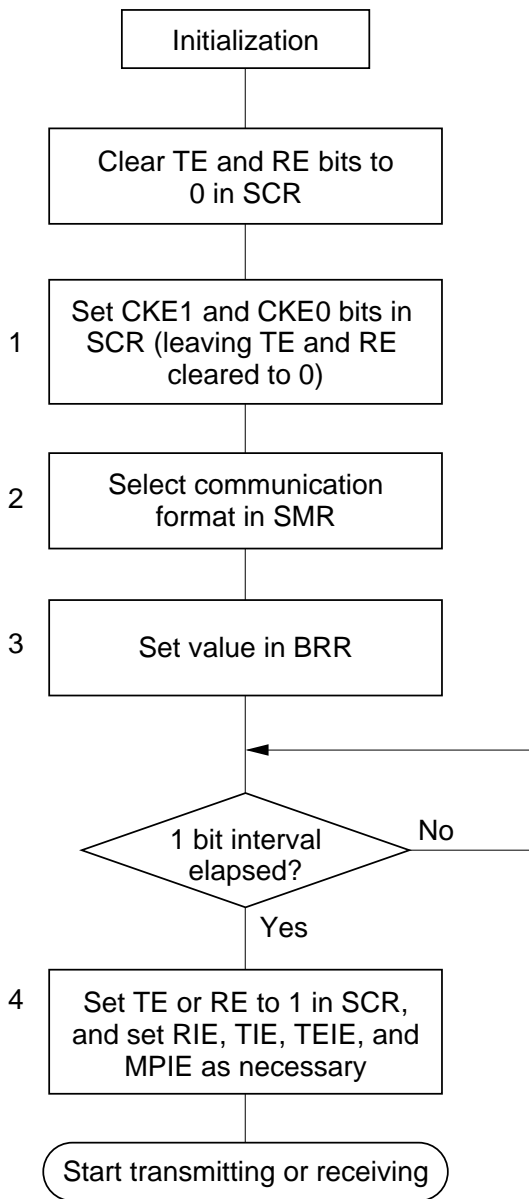 Initialization
Clear TE and RE bits to
0 in SCR
1
Set CKE1 and CKE0 bits in
SCR (leaving TE and RE
cleared to 0)
2
Select communication
format in SMR
3
Set value in BRR
1 bit interval
elapsed?
No
Yes
4
Set TE or RE to 1 in SCR,
and set RIE, TIE, TEIE, and
MPIE as necessary
Start transmitting or receiving